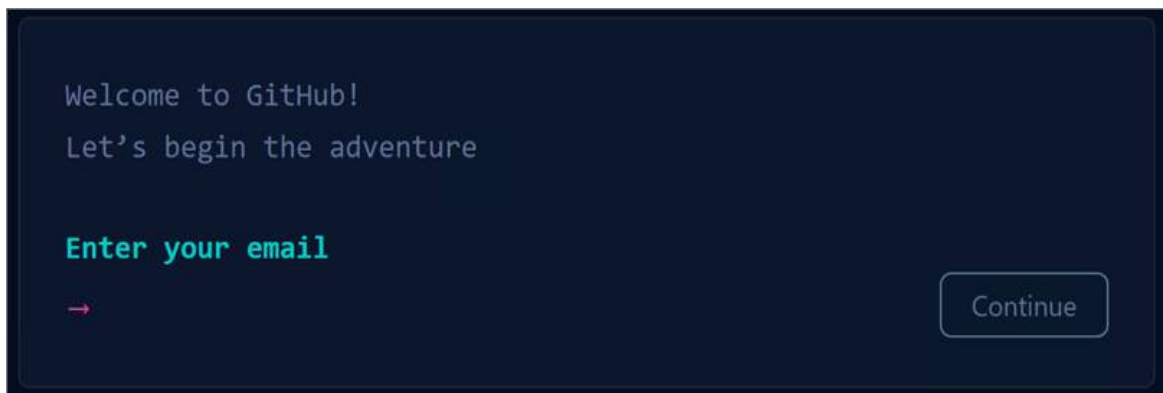 Welcome to GitHub!
Let’s begin the adventure
Enter your email
→
Continue